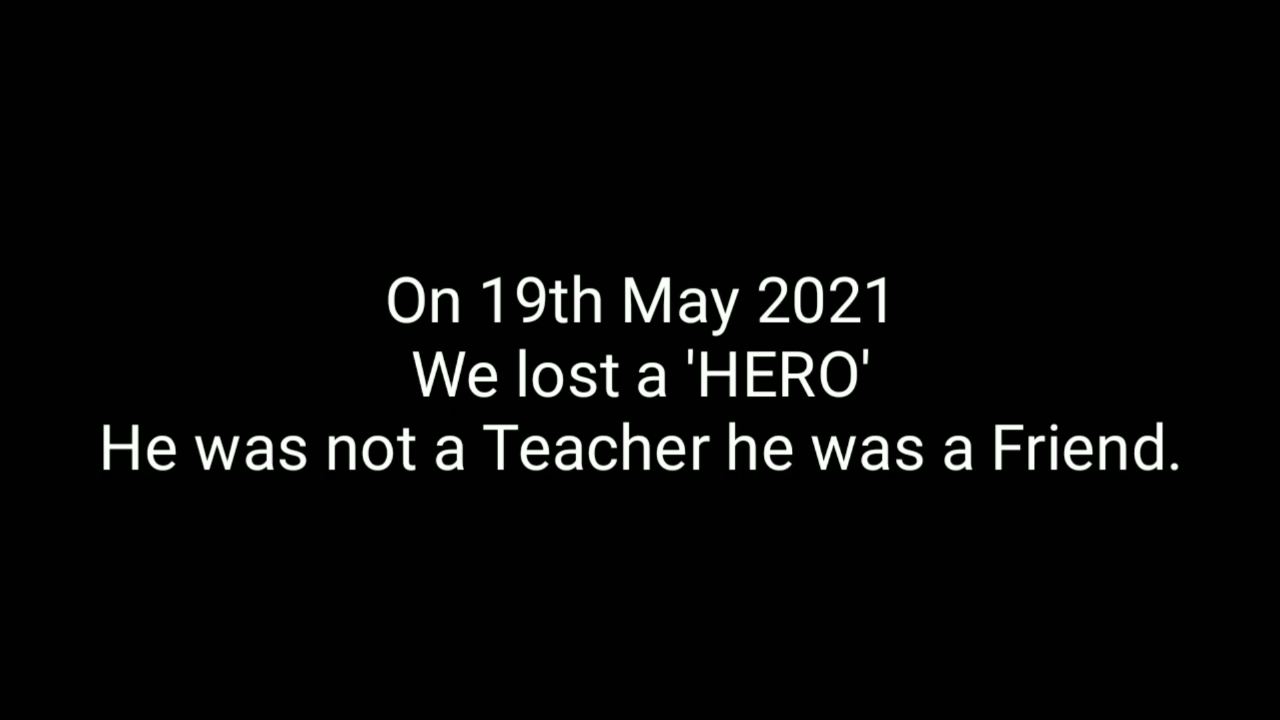 On 19th May 2021
We lost a 'HERO'
He was not a Teacher he was a Friend.